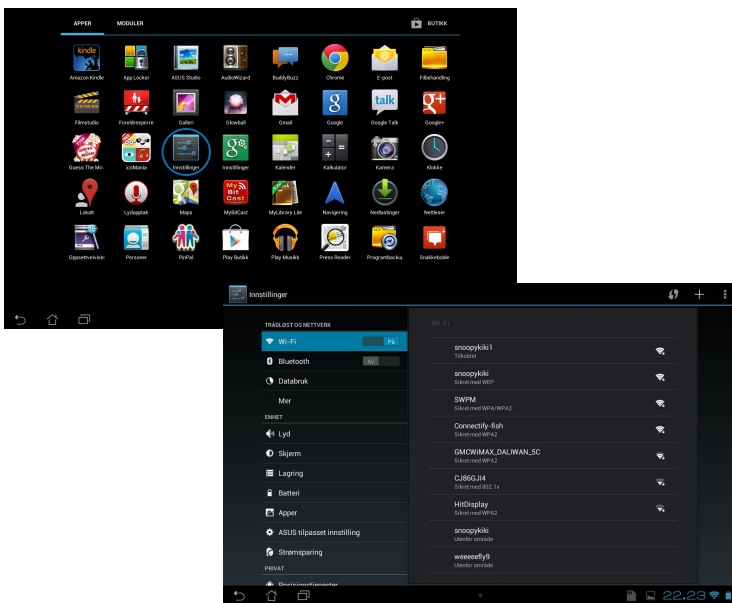 APPER MODULER BUTIKK
kindle
Amazon Kindle App Locker ASUS Studio AudioWizard BuddyBuzz Chrome E-post Filbehandling
talk g+
Filmstudio Foreldresperre Galleri Glowball Gmail Google Google Talk Google+
Guess The Mo icoMania Innstillinger Innstillinger Kalender Kalkulator Kamera Klokke
My Bit Cast
Lokalt Lydopptak Maps MyBitCast MyLibrary Lite Navigering Nedlastinger Nettleser
Oppsettveiviser Personer PinPal Play Butikk Play Musikk Press Reader Programbackup Snakkeboble
Innstillinger
TRÅDLØST OG NETTVERK
Wi-Fi På
Bluetooth Av
Databruk
Mer
ENHET
Lyd
Skjerm
Lagring
Batteri
Apper
ASUS tilpasset innstilling
Strømsparing
PRIVAT
Posisjonstjenester
Wi-Fi
snoopykiki1
Tilkoblet
snoopykiki
Sikret med WEP
SWPM
Sikret med WPA/WPA2
Connectify-fish
Sikret med WPA2
GMCWiMAX_DALIWAN_5C
Sikret med WPA2
CJ86GJI4
Sikret med 802.1x
HitDisplay
Sikret med WPA2
snoopykiki
Utenfor område
weeeeefly9
Utenfor område
22.23